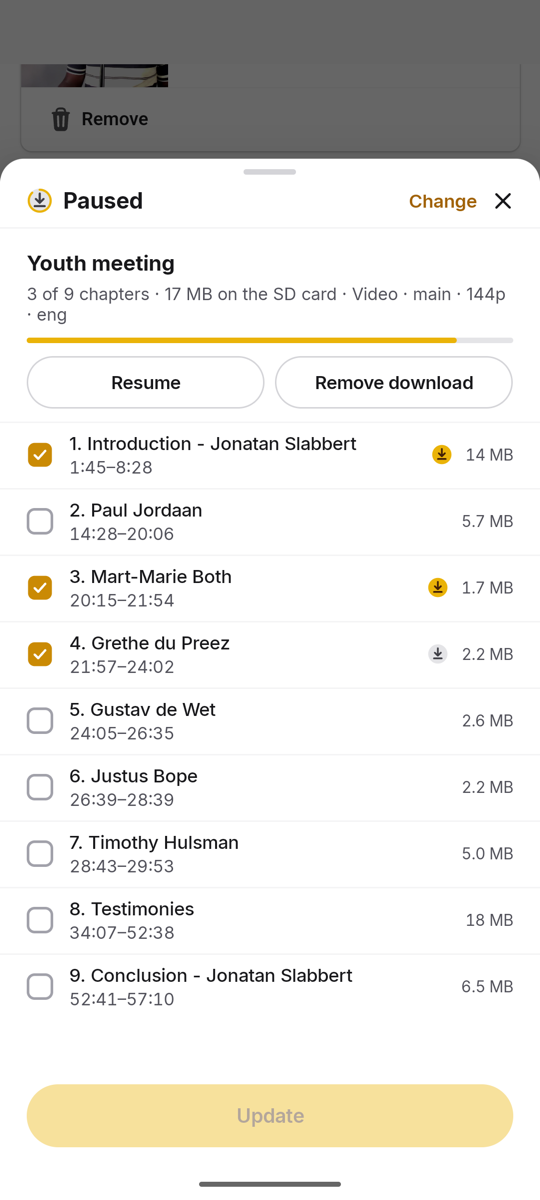 Remove
Paused
Change
Youth meeting
3 of 9 chapters · 17 MB on the SD card · Video · main · 144p
· eng
Resume
Remove download
1. Introduction - Jonatan Slabbert
1:45–8:28
14 MB
2. Paul Jordaan
14:28–20:06
5.7 MB
3. Mart-Marie Both
20:15–21:54
1.7 MB
4. Grethe du Preez
21:57–24:02
2.2 MB
5. Gustav de Wet
24:05–26:35
2.6 MB
6. Justus Bope
26:39–28:39
2.2 MB
7. Timothy Hulsman
28:43–29:53
5.0 MB
8. Testimonies
34:07–52:38
18 MB
9. Conclusion - Jonatan Slabbert
52:41–57:10
6.5 MB
Update